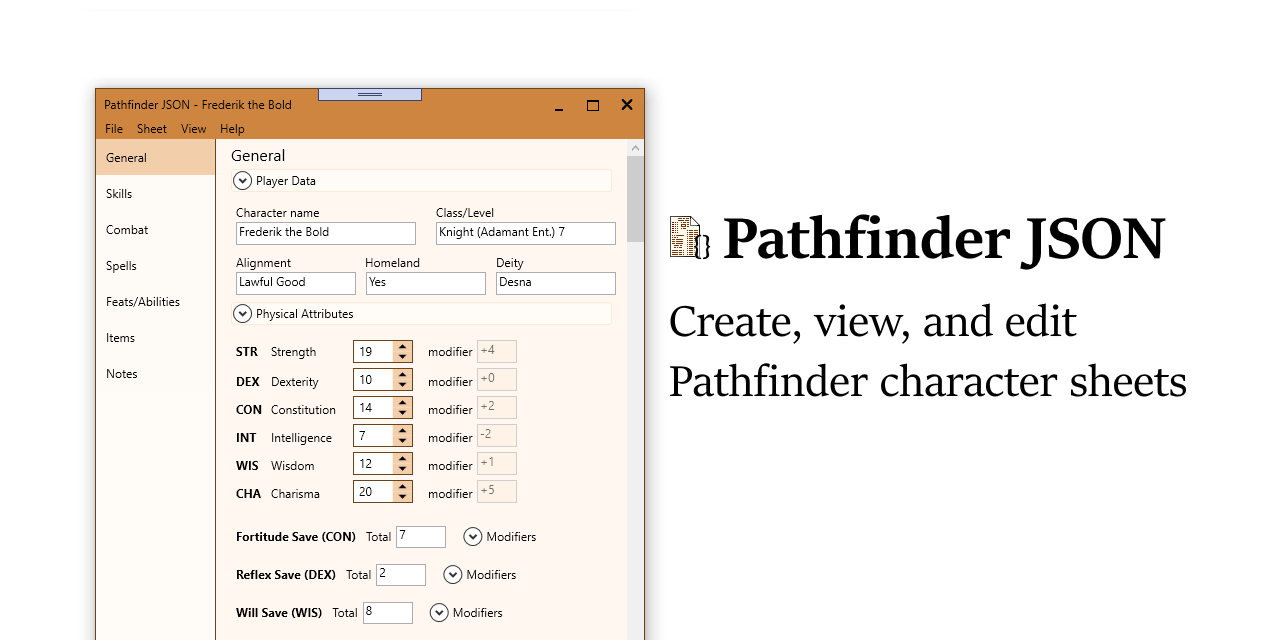 Pathfinder JSON - Frederik the Bold
File Sheet View Help
General
Skills
Combat
Spells
Feats/Abilities
Items
Notes
General
Player Data
Character name Class/Level
Frederik the Bold Knight (Adamant Ent.) 7
Alignment Homeland Deity
Lawful Good Yes Desna
Physical Attributes
STR Strength 19 modifier +4
DEX Dexterity 10 modifier +0
CON Constitution 14 modifier +2
INT Intelligence 7 modifier -2
WIS Wisdom 12 modifier +1
CHA Charisma 20 modifier +5
Fortitude Save (CON) Total 7 Modifiers
Reflex Save (DEX) Total 2 Modifiers
Will Save (WIS) Total 8 Modifiers
{} Pathfinder JSON
Create, view, and edit
Pathfinder character sheets